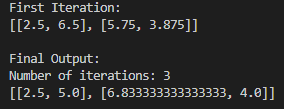 First Iteration:
[[2.5, 6.5], [5.75, 3.875]]
Final Output:
Number of iterations: 3
[[2.5, 5.0], [6.833333333333333, 4.0]]